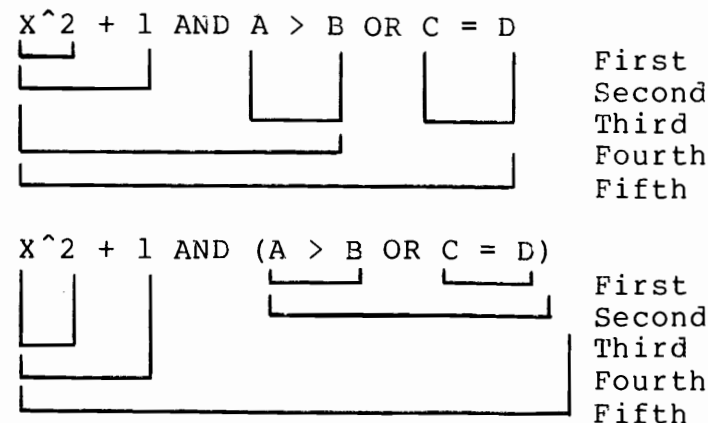 X^2 + 1 AND A > B OR C = D
First
Second
Third
Fourth
Fifth
X^2 + 1 AND (A > B OR C = D)
First
Second
Third
Fourth
Fifth